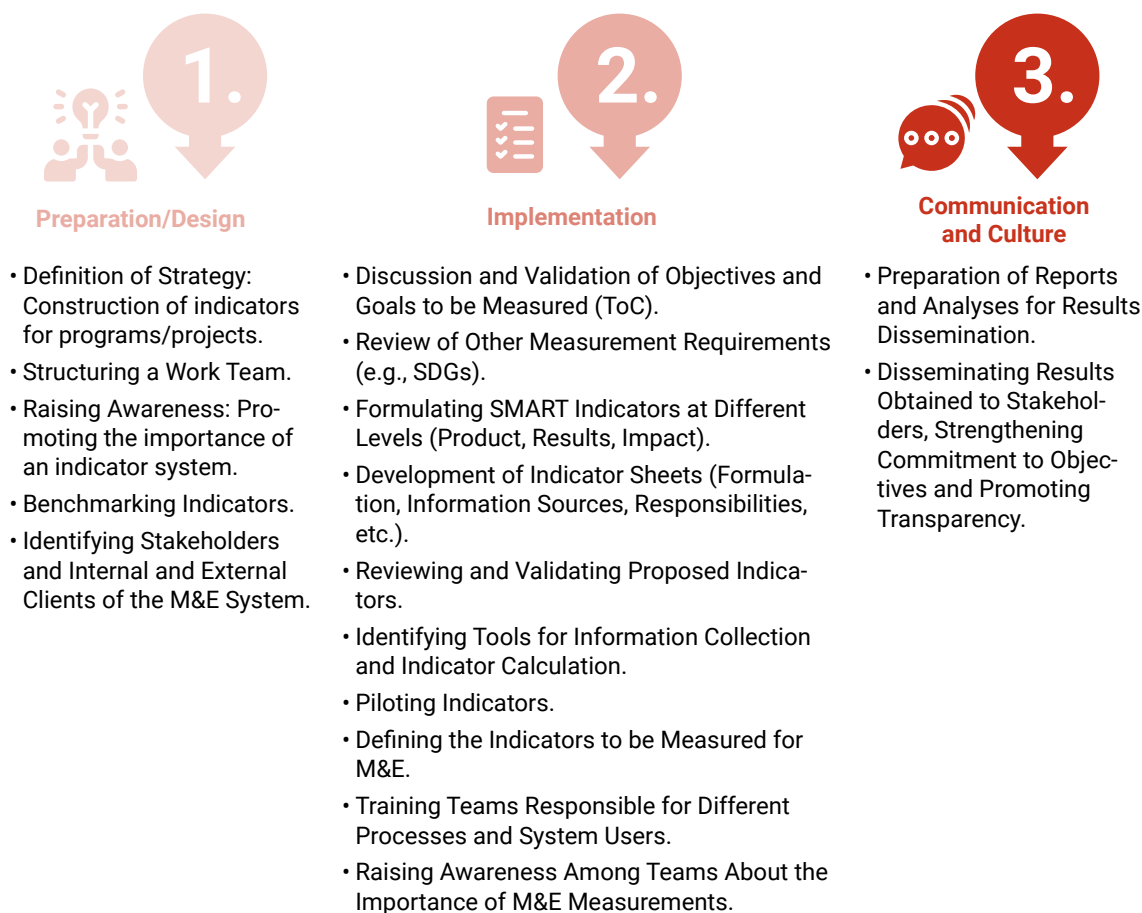 1.
Preparation/Design
• Definition of Strategy:
Construction of indicators
for programs/projects.
• Structuring a Work Team.
• Raising Awareness: Pro-
moting the importance of
an indicator system.
• Benchmarking Indicators.
• Identifying Stakeholders
and Internal and External
Clients of the M&E System.
2.
Implementation
• Discussion and Validation of Objectives and
Goals to be Measured (ToC).
• Review of Other Measurement Requirements
(e.g., SDGs).
• Formulating SMART Indicators at Different
Levels (Product, Results, Impact).
• Development of Indicator Sheets (Formula-
tion, Information Sources, Responsibilities,
etc.).
• Reviewing and Validating Proposed Indica-
tors.
• Identifying Tools for Information Collection
and Indicator Calculation.
• Piloting Indicators.
• Defining the Indicators to be Measured for
M&E.
• Training Teams Responsible for Different
Processes and System Users.
• Raising Awareness Among Teams About the
Importance of M&E Measurements.
3.
Communication
and Culture
• Preparation of Reports
and Analyses for Results
Dissemination.
• Disseminating Results
Obtained to Stakehol-
ders, Strengthening
Commitment to Objec-
tives and Promoting
Transparency.